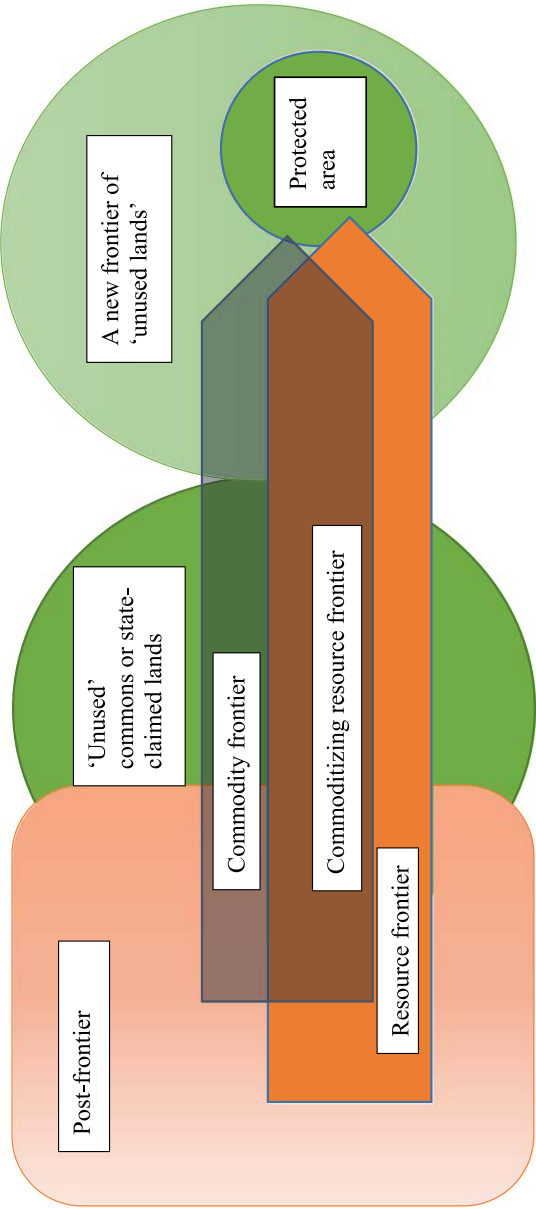 Post-frontier
‘Unused’
commons or state-
claimed lands
A new frontier of
‘unused lands’
Protected
area
Commodity frontier
Commoditizing resource frontier
Resource frontier